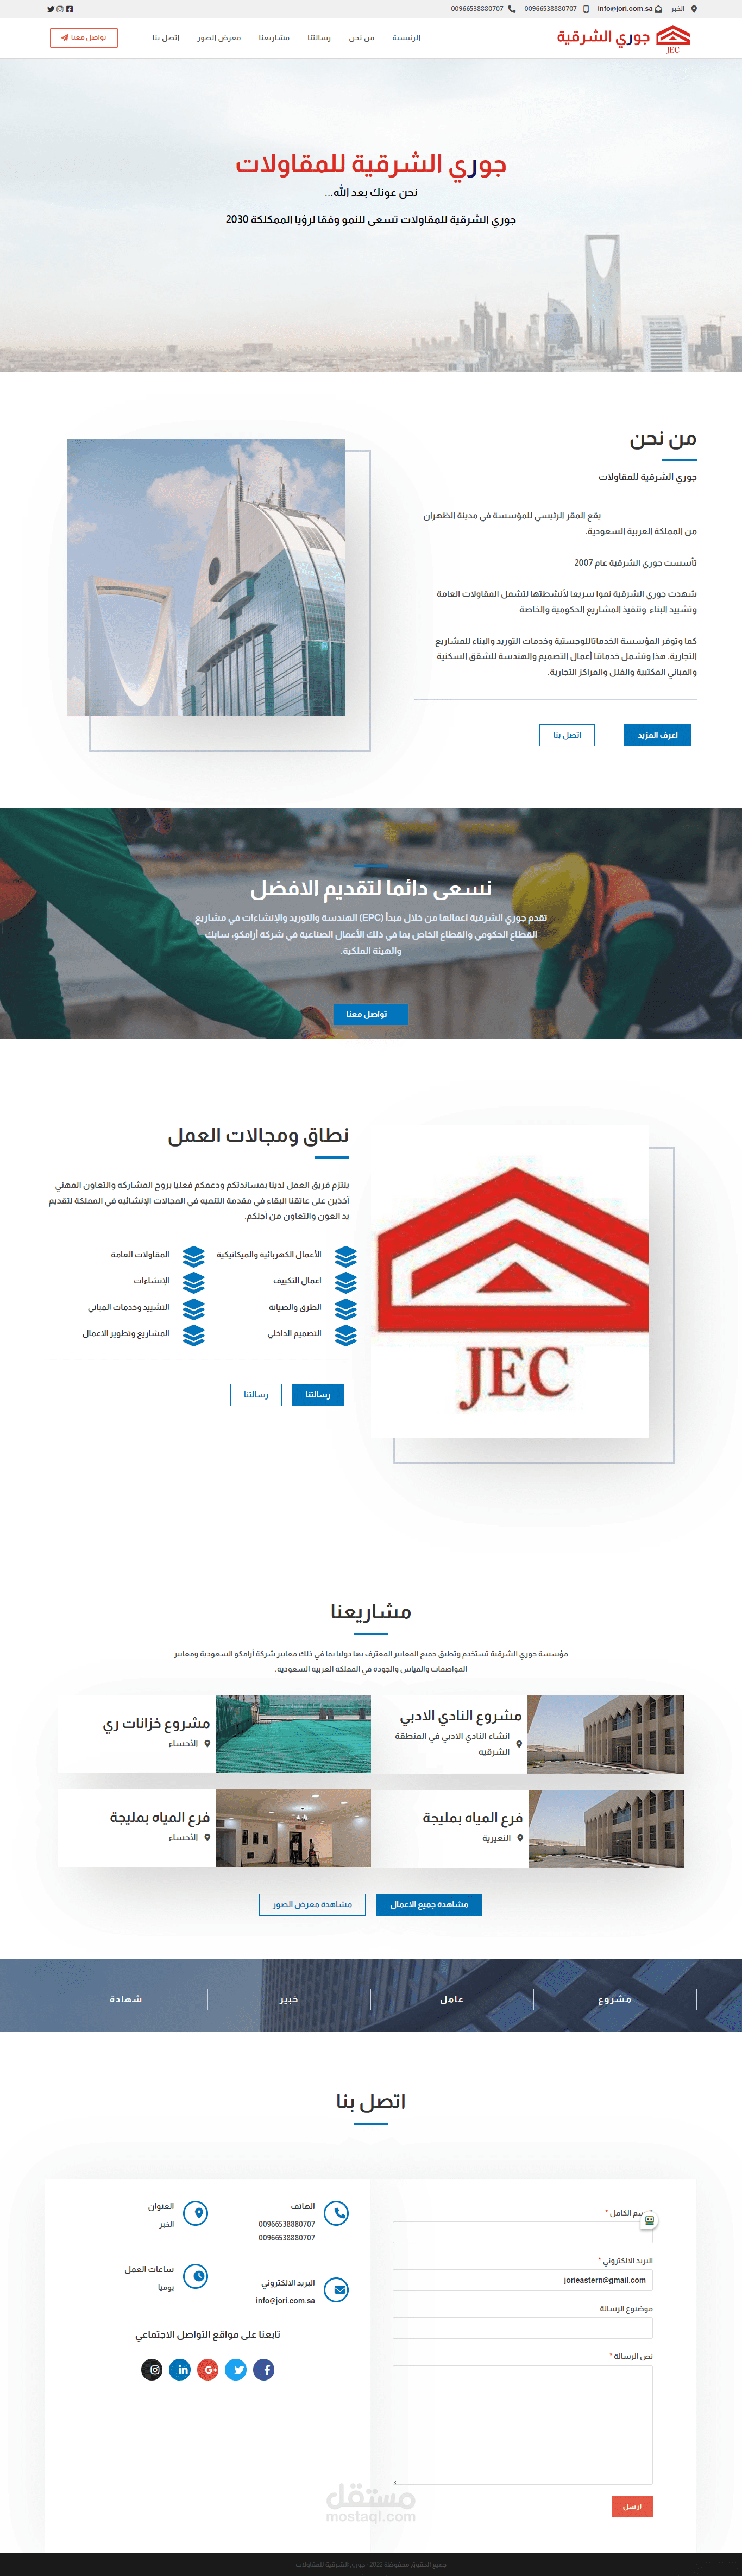 الخبر
info@jori.com.sa
00966538880707
00966538880707
جوري الشرقية
JEC
الرئيسية
من نحن
رسالتنا
مشاريعنا
معرض الصور
اتصل بنا
تواصل معنا
جوري الشرقية للمقاولات
نحن عونك بعد الله...
جوري الشرقية للمقاولات تسعى للنمو وفقا لرؤيا الممكلكة 2030
من نحن
جوري الشرقية للمقاولات
يقع المقر الرئيسي للمؤسسة في مدينة الظهران
من المملكة العربية السعودية.
تأسست جوري الشرقية عام 2007
شهدت جوري الشرقية نموا سريعا لأنشطتها لتشمل المقاولات العامة
وتشييد البناء وتنفيذ المشاريع الحكومية والخاصة
كما وتوفر المؤسسة الخدماتاللوجستية وخدمات التوريد والبناء للمشاريع
التجارية. هذا وتشمل خدماتنا أعمال التصميم والهندسة للشقق السكنية
والمباني المكتبية والفلل والمراكز التجارية.
اعرف المزيد
اتصل بنا
نسعى دائما لتقديم الافضل
تقدم جوري الشرقية اعمالها من خلال مبدأ (EPC) الهندسة والتوريد والإنشاءات في مشاريع
القطاع الحكومي والقطاع الخاص بما في ذلك الأعمال الصناعية في شركة أرامكو، سابك
والهيئة الملكية.
تواصل معنا
نطاق ومجالات العمل
يلتزم فريق العمل لدينا بمساندتكم ودعمكم فعليا بروح المشاركه والتعاون المهني
آخذين على عاتقنا البقاء في مقدمة التنميه في المجالات الإنشائيه في المملكة لتقديم
يد العون والتعاون من أجلكم.
الأعمال الكهربائية والميكانيكية
المقاولات العامة
اعمال التكييف
الإنشاءات
الطرق والصيانة
التشييد وخدمات المباني
التصميم الداخلي
المشاريع وتطوير الاعمال
رسالتنا
رسالتنا
JEC
مشاريعنا
مؤسسة جوري الشرقية تستخدم وتطبق جميع المعايير المعترف بها دوليا بما في ذلك معايير شركة أرامكو السعودية ومعايير
المواصفات والقياس والجودة في المملكة العربية السعودية.
مشروع النادي الادبي
انشاء النادي الادبي في المنطقة
الشرقيه
مشروع خزانات ري
الأحساء
فرع المياه بمليجة
النعيرية
فرع المياه بمليجة
الأحساء
مشاهدة جميع الاعمال
مشاهدة معرض الصور
مشروع
عامل
خبير
شهادة
اتصل بنا
الاسم الكامل *
البريد الالكتروني *
jorieastern@gmail.com
موضوع الرسالة
نص الرسالة *
ارسل
الهاتف
00966538880707
00966538880707
العنوان
الخبر
البريد الالكتروني
info@jori.com.sa
ساعات العمل
يوميا
تابعنا على مواقع التواصل الاجتماعي
مستقل
mostaql.com
جميع الحقوق محفوظة 2022 - جوري الشرقية للمقاولات